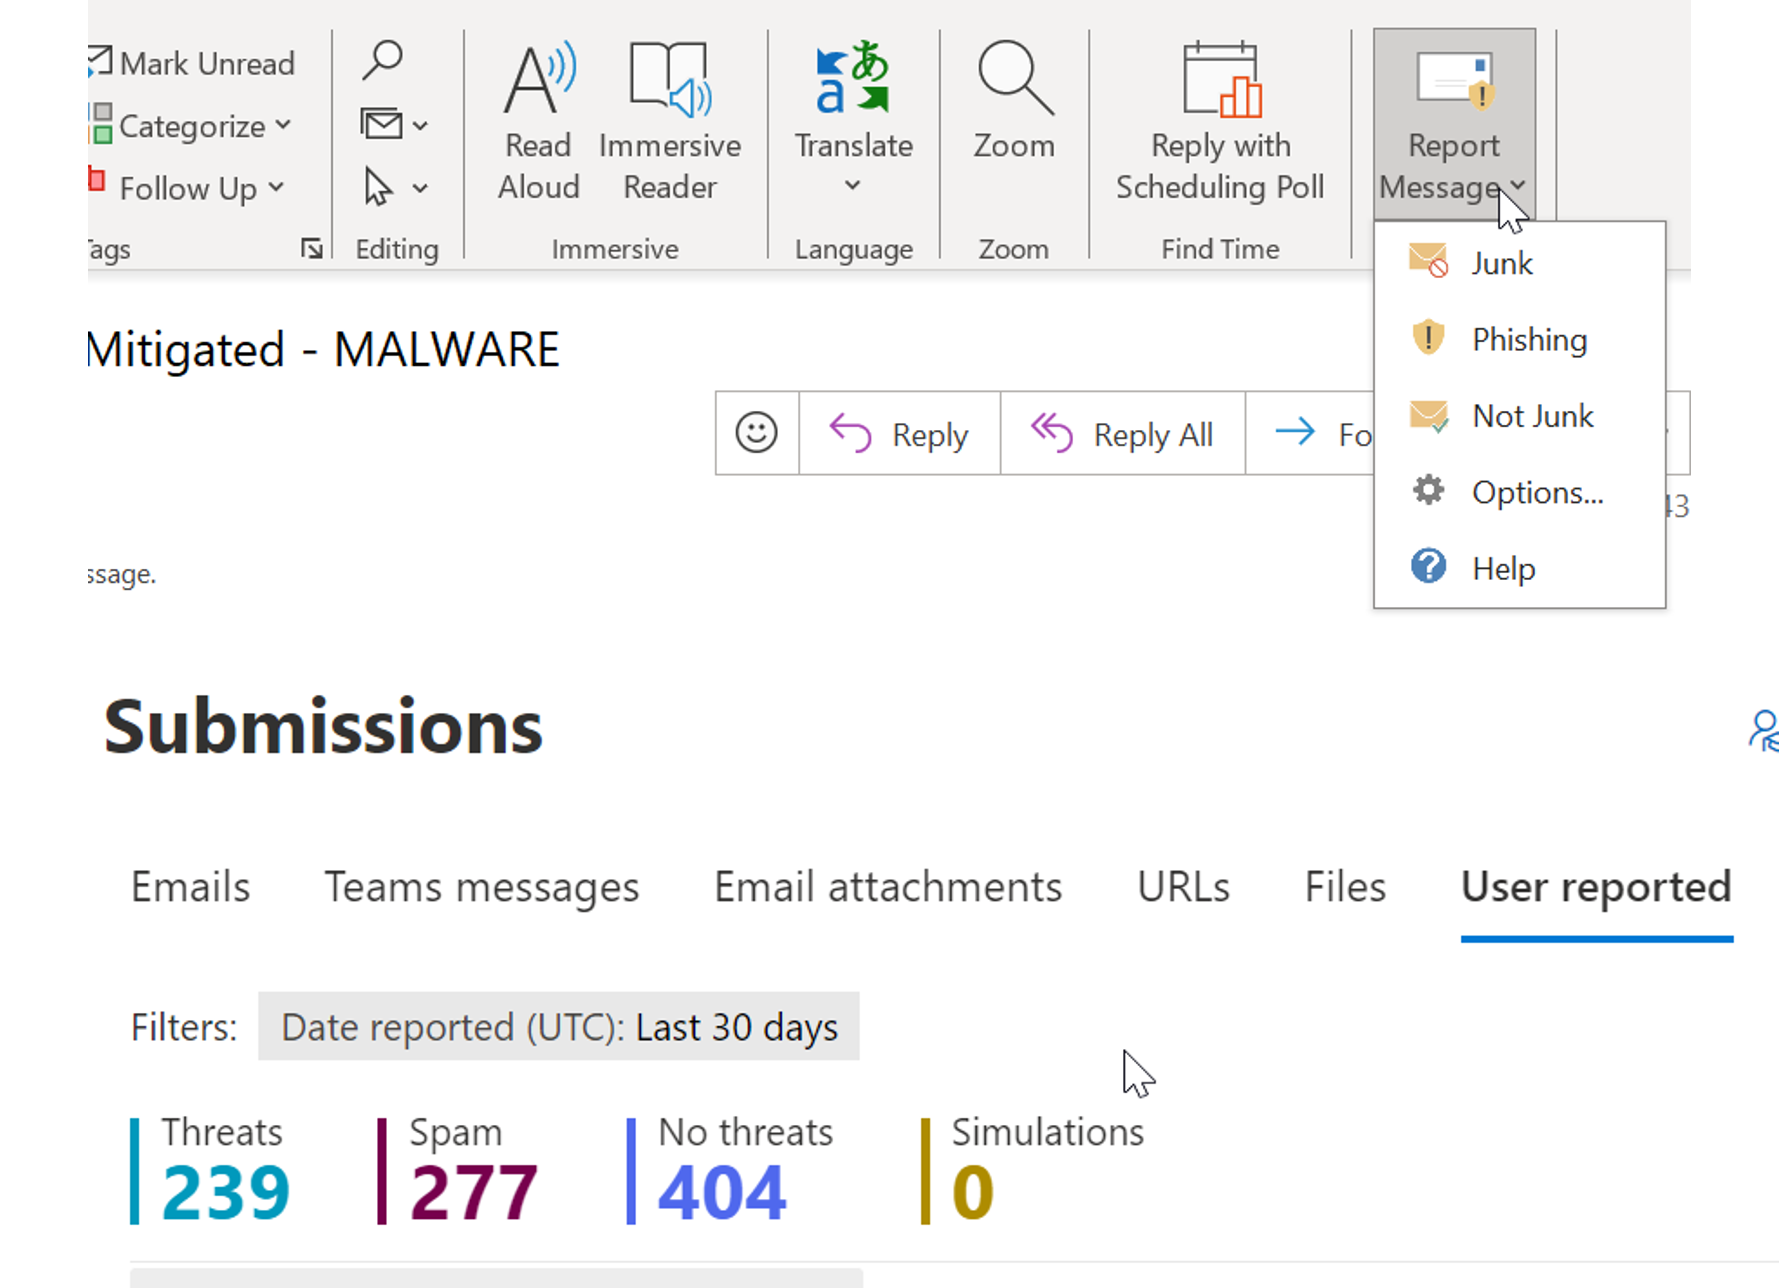 Mark Unread
Categorize
Follow Up
Tags
Editing
Read Aloud
Immersive Reader
Immersive
Translate
Language
Zoom
Zoom
Reply with Scheduling Poll
Find Time
Report Message
Junk
Phishing
Not Junk
Options...
Help
Mitigated - MALWARE
Reply
Reply All
Fo
43
ssage.
Submissions
Emails
Teams messages
Email attachments
URLs
Files
User reported
Filters:
Date reported (UTC): Last 30 days
Threats
239
Spam
277
No threats
404
Simulations
0